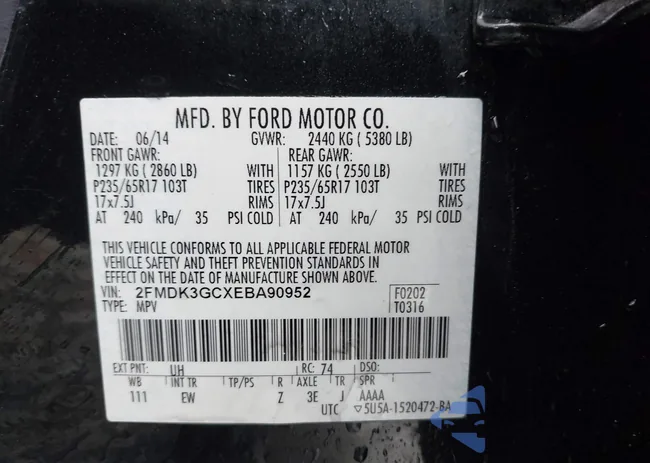 MFD. BY FORD MOTOR CO.
DATE: 06/14 GVWR: 2440 KG ( 5380 LB)
FRONT GAWR: REAR GAWR:
1297 KG ( 2860 LB) WITH 1157 KG ( 2550 LB) WITH
P235/65R17 103T TIRES P235/65R17 103T TIRES
17x7.5J RIMS 17x7.5J RIMS
AT 240 kPa/ 35 PSI COLD AT 240 kPa/ 35 PSI COLD
THIS VEHICLE CONFORMS TO ALL APPLICABLE FEDERAL MOTOR
VEHICLE SAFETY AND THEFT PREVENTION STANDARDS IN
EFFECT ON THE DATE OF MANUFACTURE SHOWN ABOVE.
VIN: 2FMDK3GCXEBA90952 F0202
TYPE: MPV T0316
EXT PNT: UH RC: 74 DSO:
WB INT TR TP/PS R AXLE TR SPR
111 EW Z 3E J AAAA
UTC ▽5U5A-1520472-BA